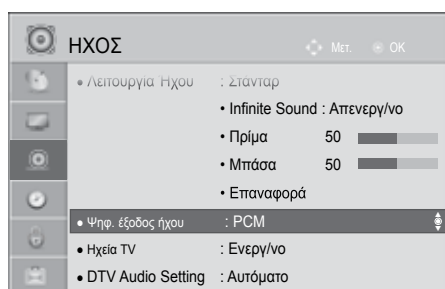 ΗΧΟΣ
Μετ. OK
• Λειτουργία Ήχου : Στάνταρ
• Infinite Sound : Απενεργ/νο
• Πρίμα 50
• Μπάσα 50
• Επαναφορά
• Ψηφ. έξοδος ήχου : PCM
• Ηχεία TV : Ενεργ/νο
• DTV Audio Setting : Αυτόματο